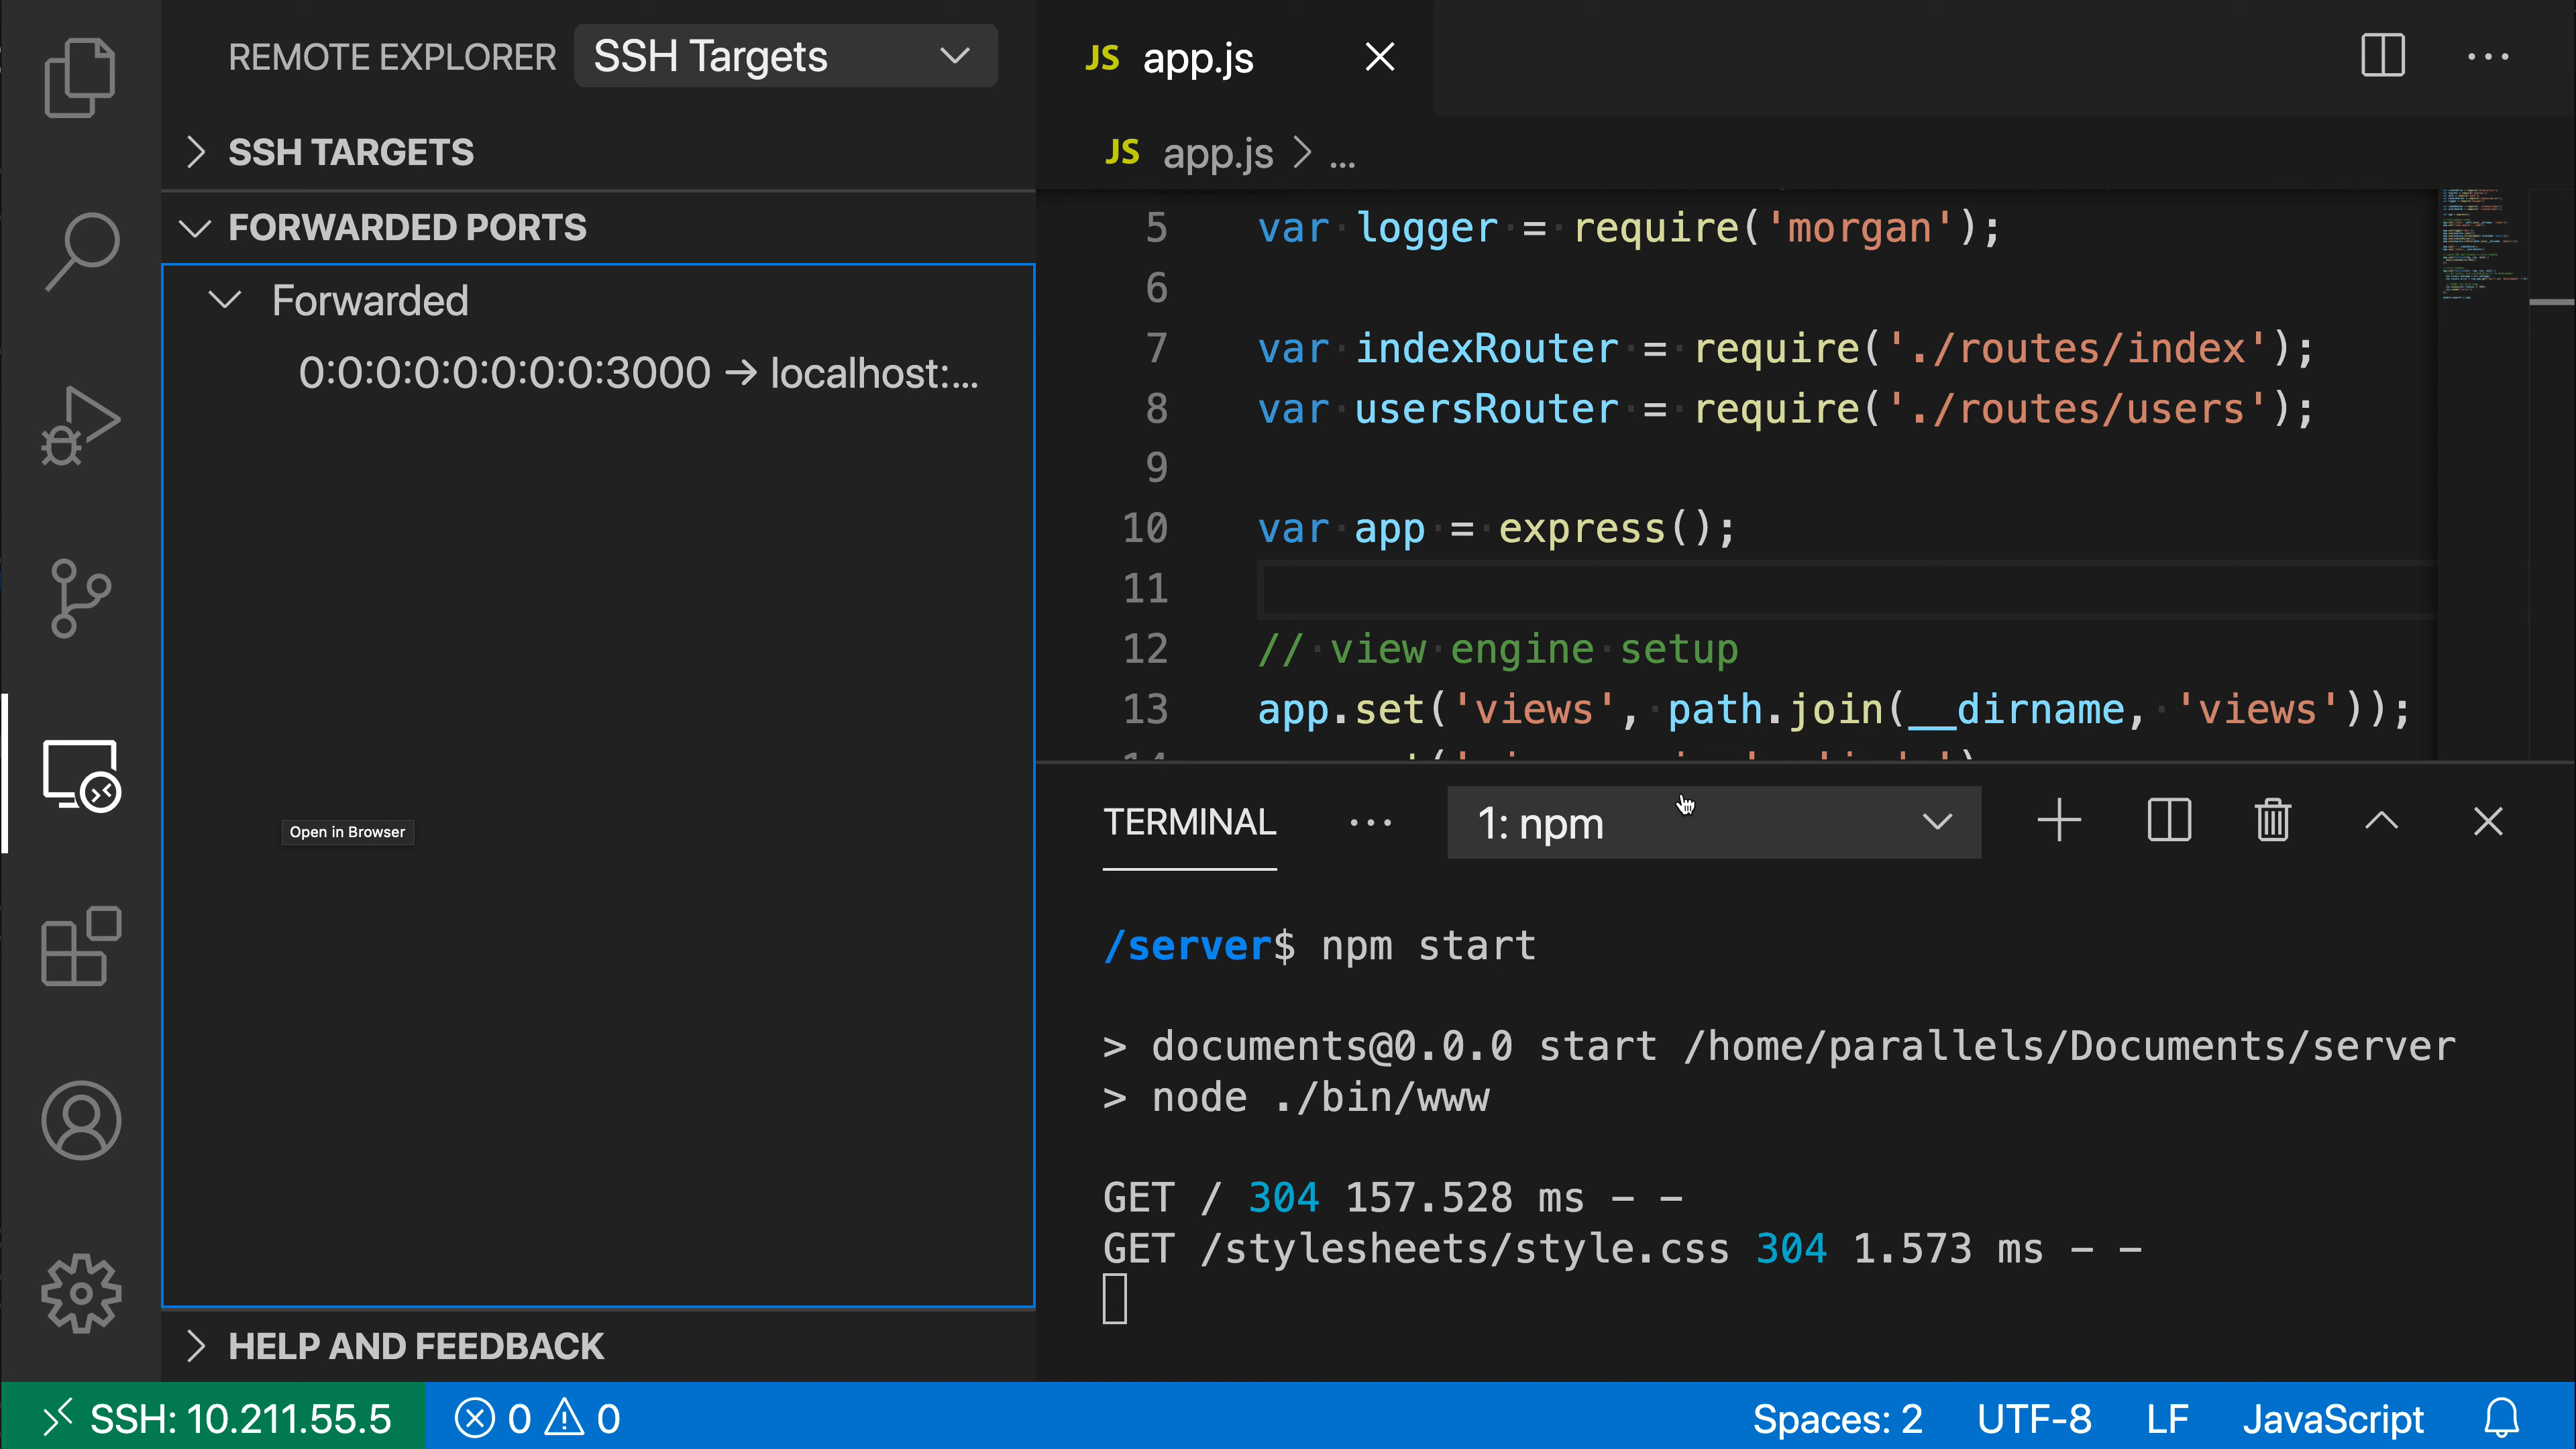 REMOTE EXPLORER SSH Targets
SSH TARGETS
FORWARDED PORTS
Forwarded
0:0:0:0:0:0:0:0:3000 → localhost:...
Open in Browser
HELP AND FEEDBACK
JS app.js
JS app.js > ...
5 var logger = require('morgan');
6
7 var indexRouter = require('./routes/index');
8 var usersRouter = require('./routes/users');
9
10 var app = express();
11
12 // view engine setup
13 app.set('views', path.join(__dirname, 'views'));
TERMINAL ... 1: npm
/server$ npm start
> documents@0.0.0 start /home/parallels/Documents/server
> node ./bin/www
GET / 304 157.528 ms - -
GET /stylesheets/style.css 304 1.573 ms - -
SSH: 10.211.55.5 0 0 Spaces: 2 UTF-8 LF JavaScript